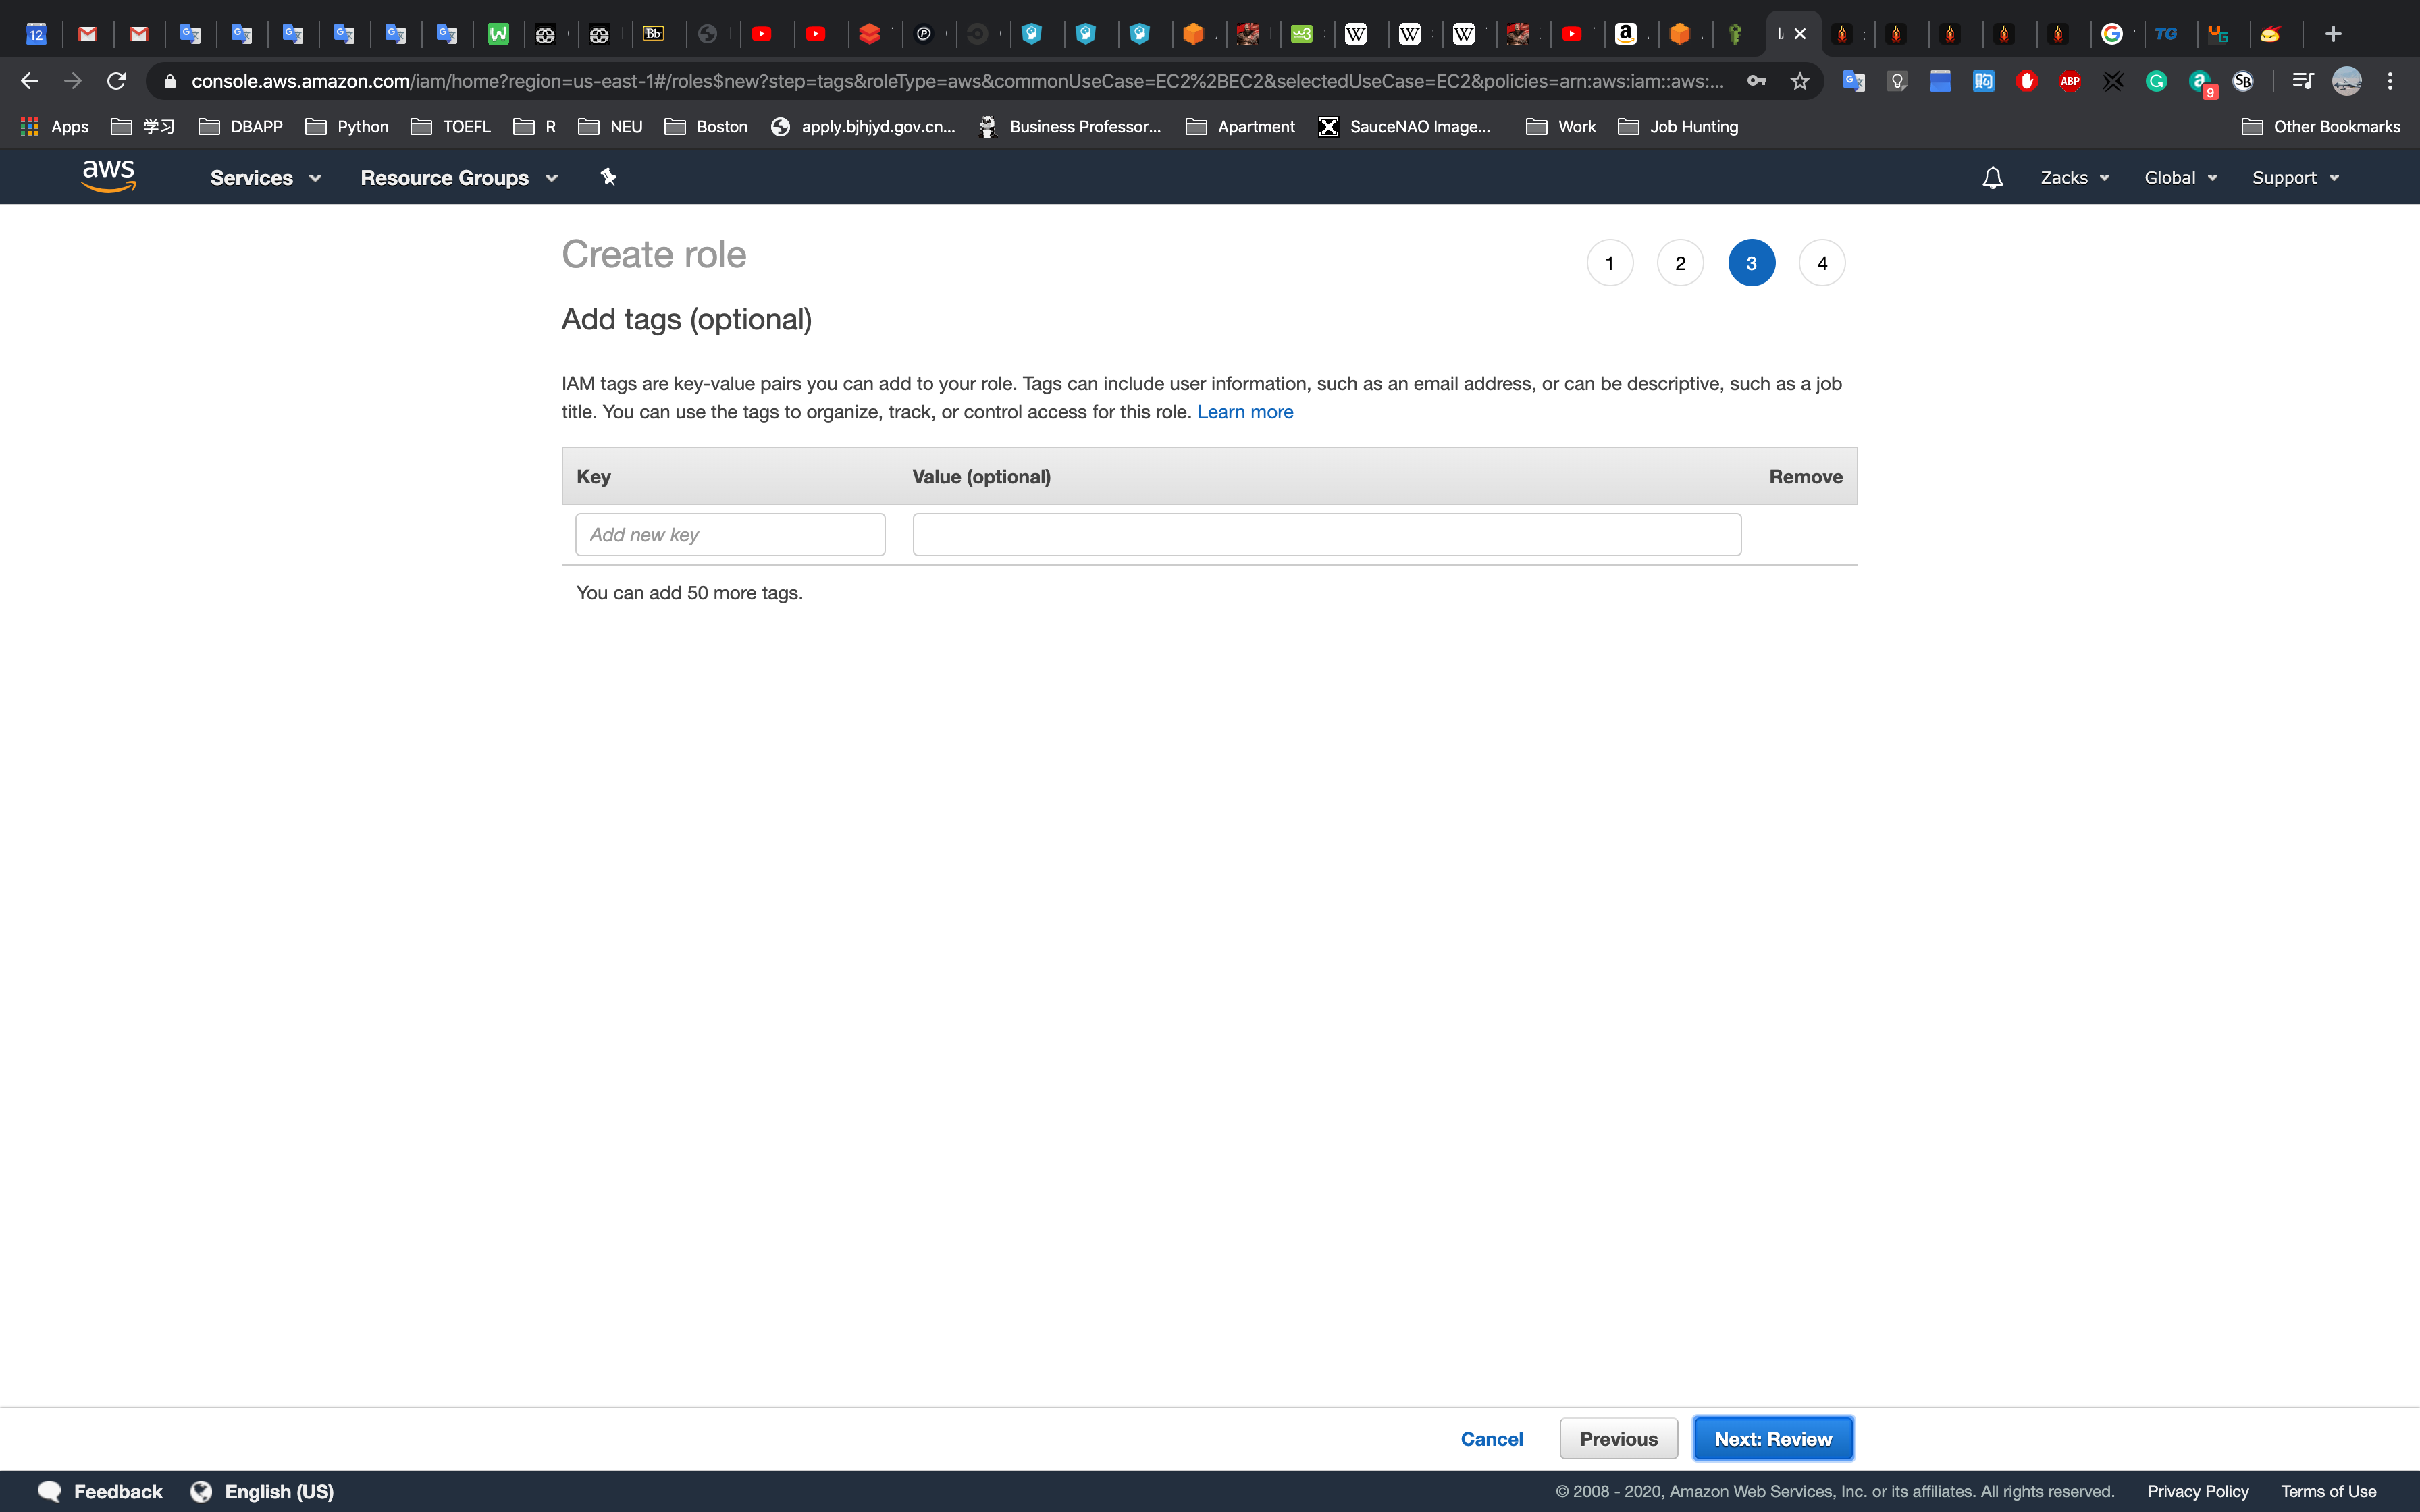 12
Bb
w3
W
W
W
a
TG
console.aws.amazon.com/iam/home?region=us-east-1#/roles$new?step=tags&roleType=aws&commonUseCase=EC2%2BEC2&selectedUseCase=EC2&policies=arn:aws:iam::aws:...
ABP
9
SB
Apps
学习
DBAPP
Python
TOEFL
R
NEU
Boston
apply.bjhjyd.gov.cn...
Business Professor...
Apartment
SauceNAO Image...
Work
Job Hunting
Other Bookmarks
aws
Services
Resource Groups
Zacks
Global
Support
Create role
1
2
3
4
Add tags (optional)
IAM tags are key-value pairs you can add to your role. Tags can include user information, such as an email address, or can be descriptive, such as a job
title. You can use the tags to organize, track, or control access for this role. Learn more
Key
Value (optional)
Remove
Add new key
You can add 50 more tags.
Cancel
Previous
Next: Review
Feedback
English (US)
© 2008 - 2020, Amazon Web Services, Inc. or its affiliates. All rights reserved.
Privacy Policy
Terms of Use